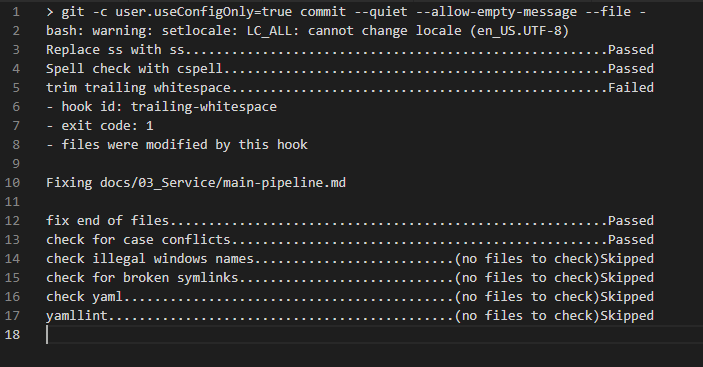 1 > git -c user.useConfigOnly=true commit --quiet --allow-empty-message --file -
2 bash: warning: setlocale: LC_ALL: cannot change locale (en_US.UTF-8)
3 Replace ss with ss.......................................................Passed
4 Spell check with cspell..................................................Passed
5 trim trailing whitespace.................................................Failed
6 - hook id: trailing-whitespace
7 - exit code: 1
8 - files were modified by this hook
9
10 Fixing docs/03_Service/main-pipeline.md
11
12 fix end of files.........................................................Passed
13 check for case conflicts.................................................Passed
14 check illegal windows names..........................(no files to check)Skipped
15 check for broken symlinks............................(no files to check)Skipped
16 check yaml...........................................(no files to check)Skipped
17 yamllint.............................................(no files to check)Skipped
18